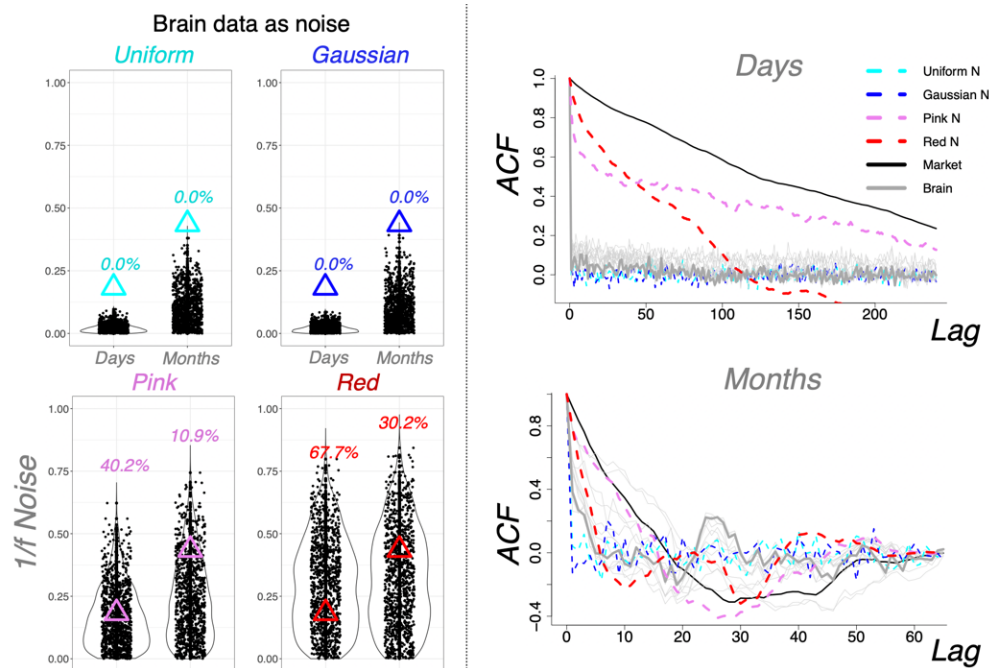 Brain data as noise
Uniform
Gaussian
1.00
0.75
0.50
0.25
0.00
0.0%
0.0%
Days
Months
1.00
0.75
0.50
0.25
0.00
0.0%
0.0%
Days
Months
Pink
Red
1/f Noise
1.00
0.75
0.50
0.25
0.00
40.2%
10.9%
1.00
0.75
0.50
0.25
0.00
67.7%
30.2%
Days
ACF
1.0
0.8
0.6
0.4
0.2
0.0
0
50
100
150
200
Lag
Uniform N
Gaussian N
Pink N
Red N
Market
Brain
Months
ACF
0.8
0.4
0.0
−0.4
0
10
20
30
40
50
60
Lag